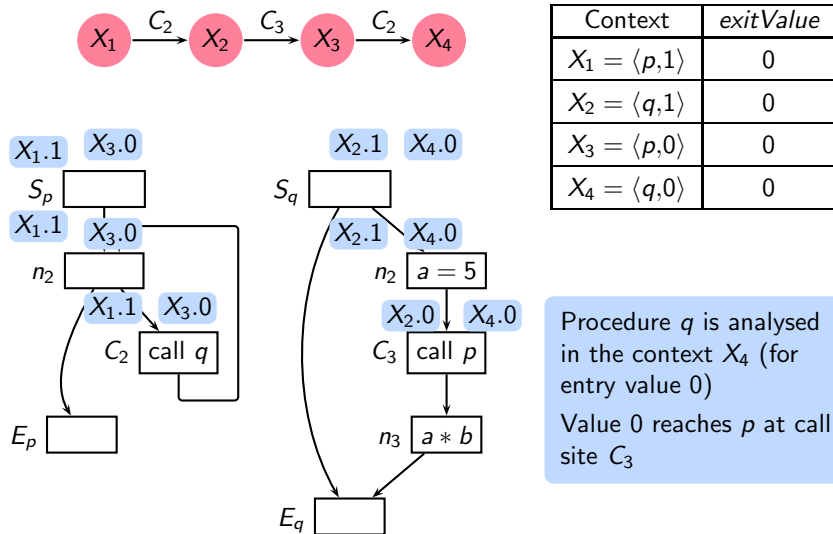 X1 C2 X2 C3 X3 C2 X4
Context exitValue
X1 = ⟨p,1⟩ 0
X2 = ⟨q,1⟩ 0
X3 = ⟨p,0⟩ 0
X4 = ⟨q,0⟩ 0
X1.1 X3.0
Sp
X1.1 X3.0
n2
X1.1 X3.0
C2 call q
Ep
X2.1 X4.0
Sq
X2.1 X4.0
n2 a = 5
X2.0 X4.0
C3 call p
n3 a ∗ b
Eq
Procedure q is analysed
in the context X4 (for
entry value 0)
Value 0 reaches p at call
site C3